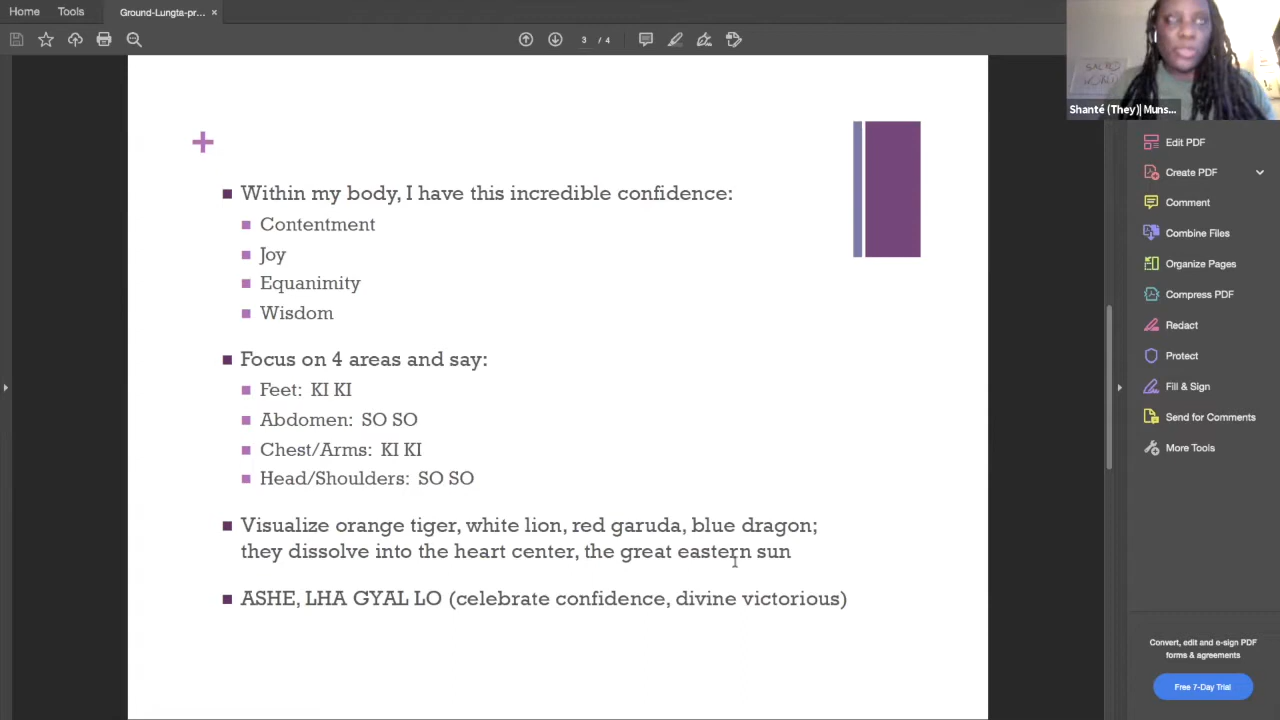 Home Tools Ground-Lungta-pr... ×
3 / 4
Shanté (They)| Muns...
SACRED
WORLD
+
Within my body, I have this incredible confidence:
Contentment
Joy
Equanimity
Wisdom
Focus on 4 areas and say:
Feet: KI KI
Abdomen: SO SO
Chest/Arms: KI KI
Head/Shoulders: SO SO
Visualize orange tiger, white lion, red garuda, blue dragon;
they dissolve into the heart center, the great eastern sun
ASHE, LHA GYAL LO (celebrate confidence, divine victorious)
Edit PDF
Create PDF
Comment
Combine Files
Organize Pages
Compress PDF
Redact
Protect
Fill & Sign
Send for Comments
More Tools
Convert, edit and e-sign PDF
forms & agreements
Free 7-Day Trial